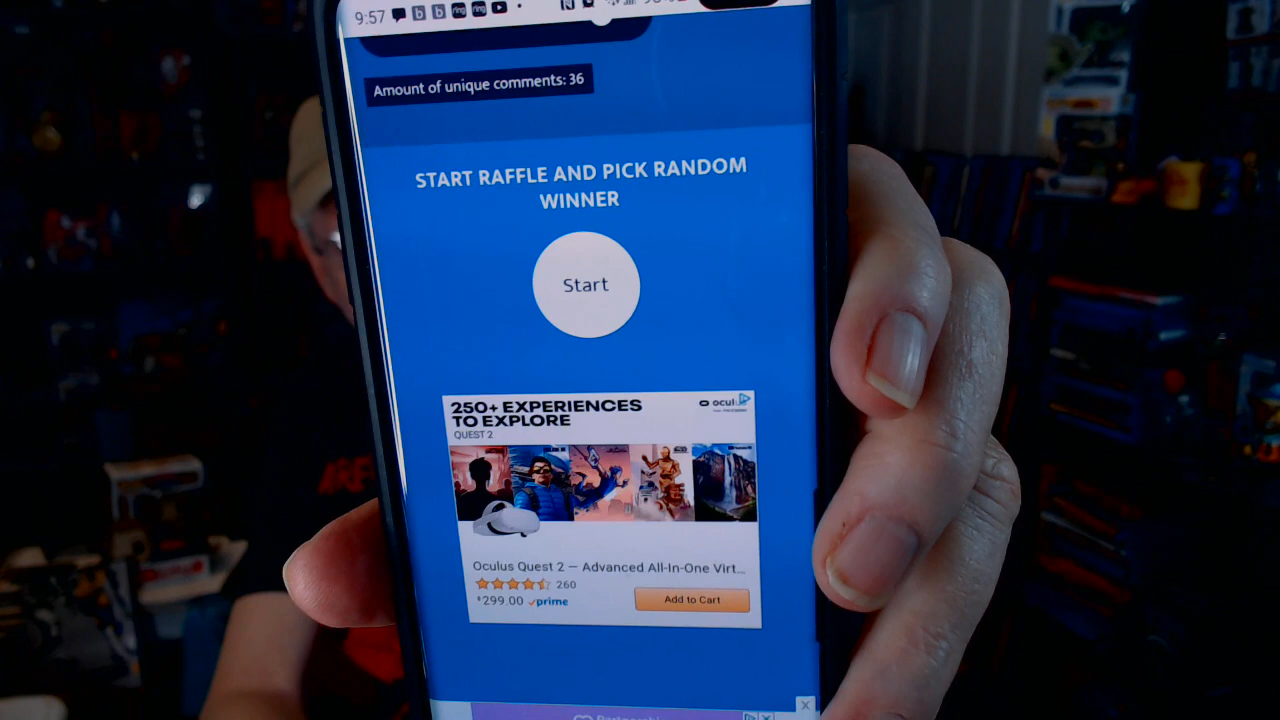 9:57
Amount of unique comments: 36
START RAFFLE AND PICK RANDOM
WINNER
Start
250+ EXPERIENCES
TO EXPLORE
QUEST 2
Oculus Quest 2 – Advanced All-In-One Virt...
260
$299.00 prime
Add to Cart